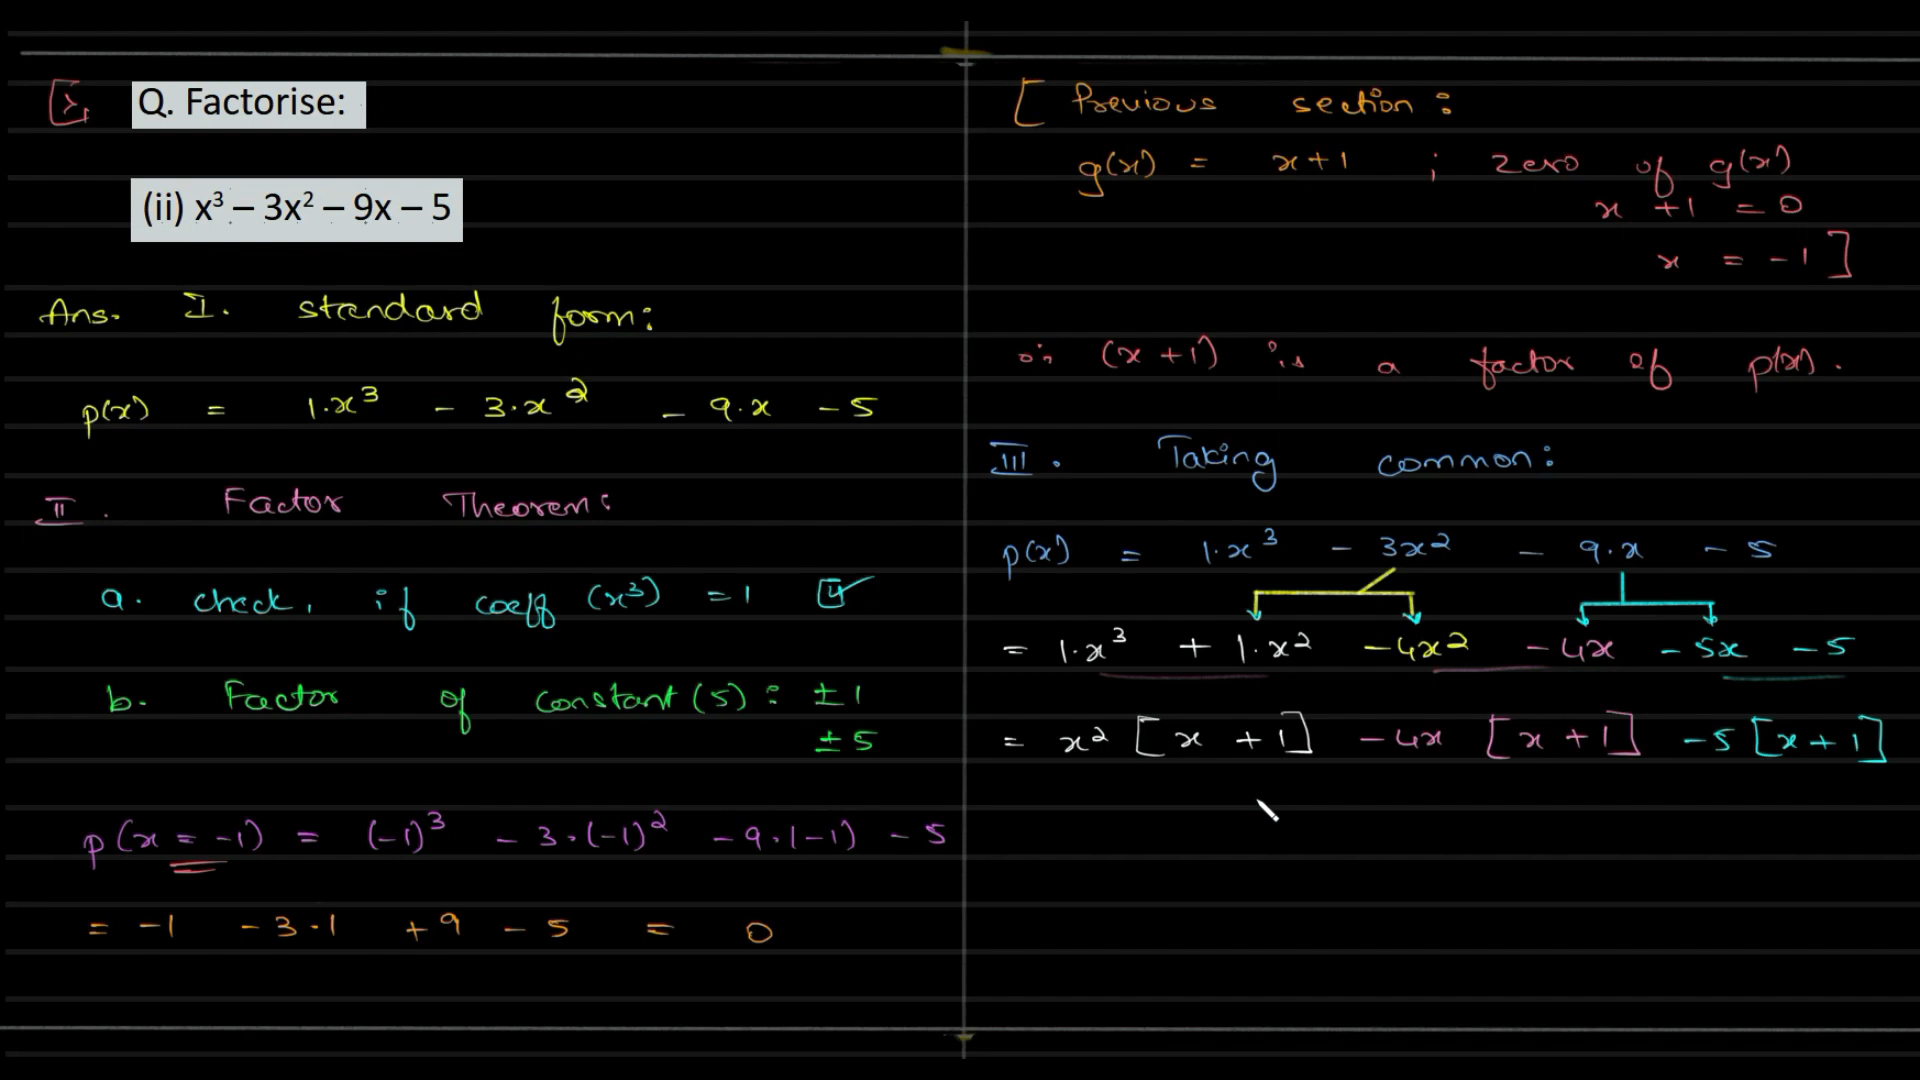 Q. Factorise:
(ii) x³ – 3x² – 9x – 5
Ans. I. standard form:
p(x) = 1·x³ - 3·x² - 9·x - 5
II. Factor Theorem:
a. check, if coeff (x³) = 1
b. Factor of constant (5): ±1
±5
p(x = -1) = (-1)³ - 3·(-1)² - 9·(-1) - 5
= -1 - 3·1 + 9 - 5 = 0
[ Previous section:
g(x) = x+1 ; zero of g(x)
x + 1 = 0
x = -1 ]
∴ (x + 1) is a factor of p(x).
III. Taking common:
p(x) = 1·x³ - 3x² - 9·x - 5
= 1·x³ + 1·x² - 4x² - 4x - 5x - 5
= x² [x + 1] - 4x [x + 1] - 5 [x + 1]